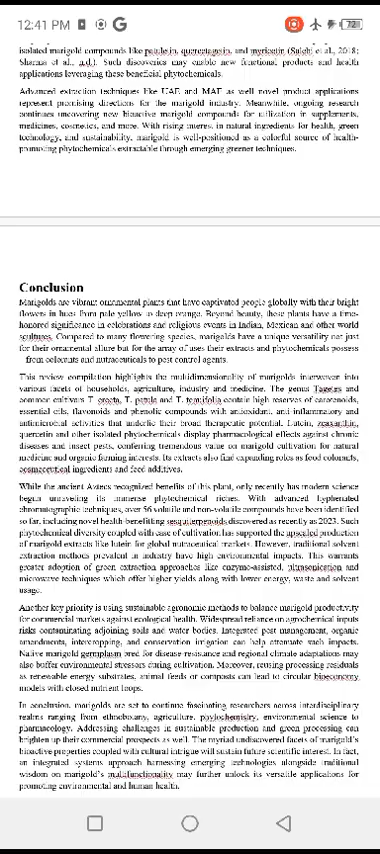 12:41 PM
72
isolated marigold compounds like patuletin, quercetagetin, and myricetin (Salehi et al., 2018;
Sharma et al., n.d.). Such discoveries may enable new functional products and health
applications leveraging these beneficial phytochemicals.
Advanced extraction techniques like UAE and MAE as well novel product applications
represent promising directions for the marigold industry. Meanwhile, ongoing research
continues uncovering new bioactive marigold compounds for utilization in supplements,
medicines, cosmetics, and more. With rising interest in natural ingredients for health, green
technology, and sustainability, marigold is well-positioned as a colorful source of health-
promoting phytochemicals extractable through emerging greener techniques.
Conclusion
Marigolds are vibrant ornamental plants that have captivated people globally with their bright
flowers in hues from pale yellow to deep orange. Beyond beauty, these plants have a time-
honored significance in celebrations and religious events in Indian, Mexican and other world
cultures. Compared to many flowering species, marigolds have a unique versatility not just
for their ornamental allure but for the array of uses their extracts and phytochemicals possess
from colorants and nutraceuticals to pest control agents.
This review compilation highlights the multidimensionality of marigolds interwoven into
various facets of households, agriculture, industry and medicine. The genus Tagetes and
common cultivars T. erecta, T. patula and T. tenuifolia contain high reserves of carotenoids,
essential oils, flavonoids and phenolic compounds with antioxidant, anti-inflammatory and
antimicrobial activities that underlie their broad therapeutic potential. Lutein, zeaxanthin,
quercetin and other isolated phytochemicals display pharmacological effects against chronic
diseases and insect pests, conferring tremendous value on marigold cultivation for natural
medicine and organic farming interests. Its extracts also find expanding roles as food colorants,
cosmeceutical ingredients and feed additives.
While the ancient Aztecs recognized benefits of this plant, only recently has modern science
begun unraveling its immense phytochemical riches. With advanced hyphenated
chromatographic techniques, over 56 volatile and non-volatile compounds have been identified
so far, including novel health-benefitting sesquiterpenoids discovered as recently as 2023. Such
phytochemical diversity coupled with ease of cultivation has supported the upscaled production
of marigold extracts like lutein for global nutraceutical markets. However, traditional solvent
extraction methods prevalent in industry have high environmental impacts. This warrants
greater adoption of green extraction approaches like enzyme-assisted, ultrasonication and
microwave techniques which offer higher yields along with lower energy, waste and solvent
usage.
Another key priority is using sustainable agronomic methods to balance marigold productivity
for commercial markets against ecological health. Widespread reliance on agrochemical inputs
risks contaminating adjoining soils and water bodies. Integrated pest management, organic
amendments, intercropping, and conservation irrigation can help attenuate such impacts.
Native marigold germplasm bred for disease-resistance and regional climate adaptations may
also buffer environmental stressors during cultivation. Moreover, reusing processing residuals
as renewable energy substrates, animal feeds or composts can lead to circular bioeconomy
models with closed nutrient loops.
In conclusion, marigolds are set to continue fascinating researchers across interdisciplinary
realms ranging from ethnobotany, agriculture, phytochemistry, environmental science to
pharmacology. Addressing challenges in sustainable production and green processing can
brighten up their commercial prospects as well. The myriad undiscovered facets of marigold's
bioactive properties coupled with cultural intrigue will sustain future scientific interest. In fact,
an integrated systems approach harnessing emerging technologies alongside traditional
wisdom on marigold's multifunctionality may further unlock its versatile applications for
promoting environmental and human health.